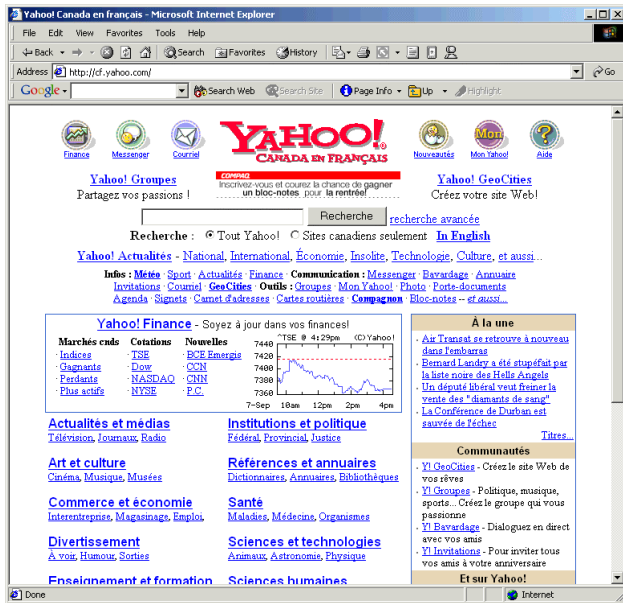 Yahoo! Canada en français - Microsoft Internet Explorer
File Edit View Favorites Tools Help
Back Search Favorites History
Address http://cf.yahoo.com/ Go
Google Search Web Search Site Page Info Up Highlight
Finance Messenger Courriel YAHOO! CANADA EN FRANÇAIS Nouveautés Mon Mon Yahoo! Aide
Yahoo! Groupes
Partagez vos passions !
COMPAQ
Inscrivez-vous et courez la chance de gagner
un bloc-notes pour la rentrée!
Yahoo! GeoCities
Créez votre site Web!
Recherche recherche avancée
Recherche : Tout Yahoo! Sites canadiens seulement In English
Yahoo! Actualités - National, International, Économie, Insolite, Technologie, Culture, et aussi...
Infos : Météo · Sport · Actualités · Finance · Communication : Messenger · Bavardage · Annuaire
Invitations · Courriel · GeoCities · Outils : Groupes · Mon Yahoo! · Photo · Porte-documents
Agenda · Signets · Carnet d'adresses · Cartes routières · Compagnon · Bloc-notes -- et aussi...
Yahoo! Finance - Soyez à jour dans vos finances!
Marchés cnds Cotations Nouvelles
· Indices · TSE · BCE Emergis
· Gagnants · Dow · CCN
· Perdants · NASDAQ · CNN
· Plus actifs · NYSE · P.C.
^TSE @ 4:29pm (C) Yahoo!
7440
7420
7400
7380
7360
7-Sep 10am 12pm 2pm 4pm
Actualités et médias
Télévision, Journaux, Radio
Institutions et politique
Fédéral, Provincial, Justice
Art et culture
Cinéma, Musique, Musées
Références et annuaires
Dictionnaires, Annuaires, Bibliothèques
Commerce et économie
Interentreprise, Magasinage, Emploi,
Santé
Maladies, Médecine, Organismes
Divertissement
À voir, Humour, Sorties
Sciences et technologies
Animaux, Astronomie, Physique
Enseignement et formation
Sciences humaines
À la une
· Air Transat se retrouve à nouveau
dans l'embarras
· Bernard Landry a été stupéfait par
la liste noire des Hells Angels
· Un député libéral veut freiner la
vente des "diamants de sang"
· La Conférence de Durban est
sauvée de l'échec
Titres...
Communautés
· Y! GeoCities - Créez le site Web de
vos rêves
· Y! Groupes - Politique, musique,
sports... Créez le groupe qui vous
passionne
· Y! Bavardage - Dialoguez en direct
avec vos amis
· Y! Invitations - Pour inviter tous
vos amis à votre anniversaire
Et sur Yahoo!
Done Internet